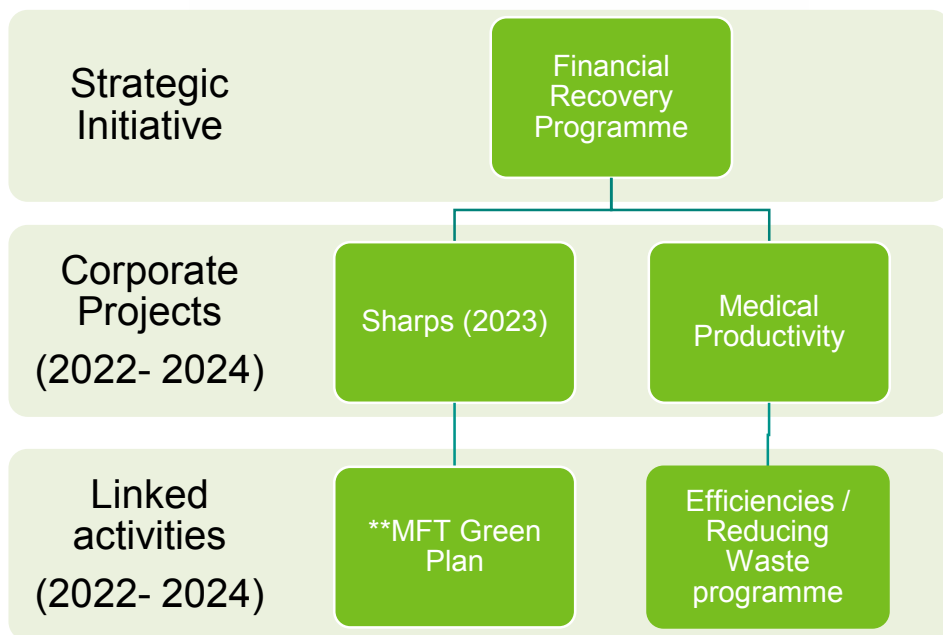 Strategic
Initiative
Financial
Recovery
Programme
Corporate
Projects
(2022- 2024)
Sharps (2023)
Medical
Productivity
Linked
activities
(2022- 2024)
**MFT Green
Plan
Efficiencies /
Reducing
Waste
programme